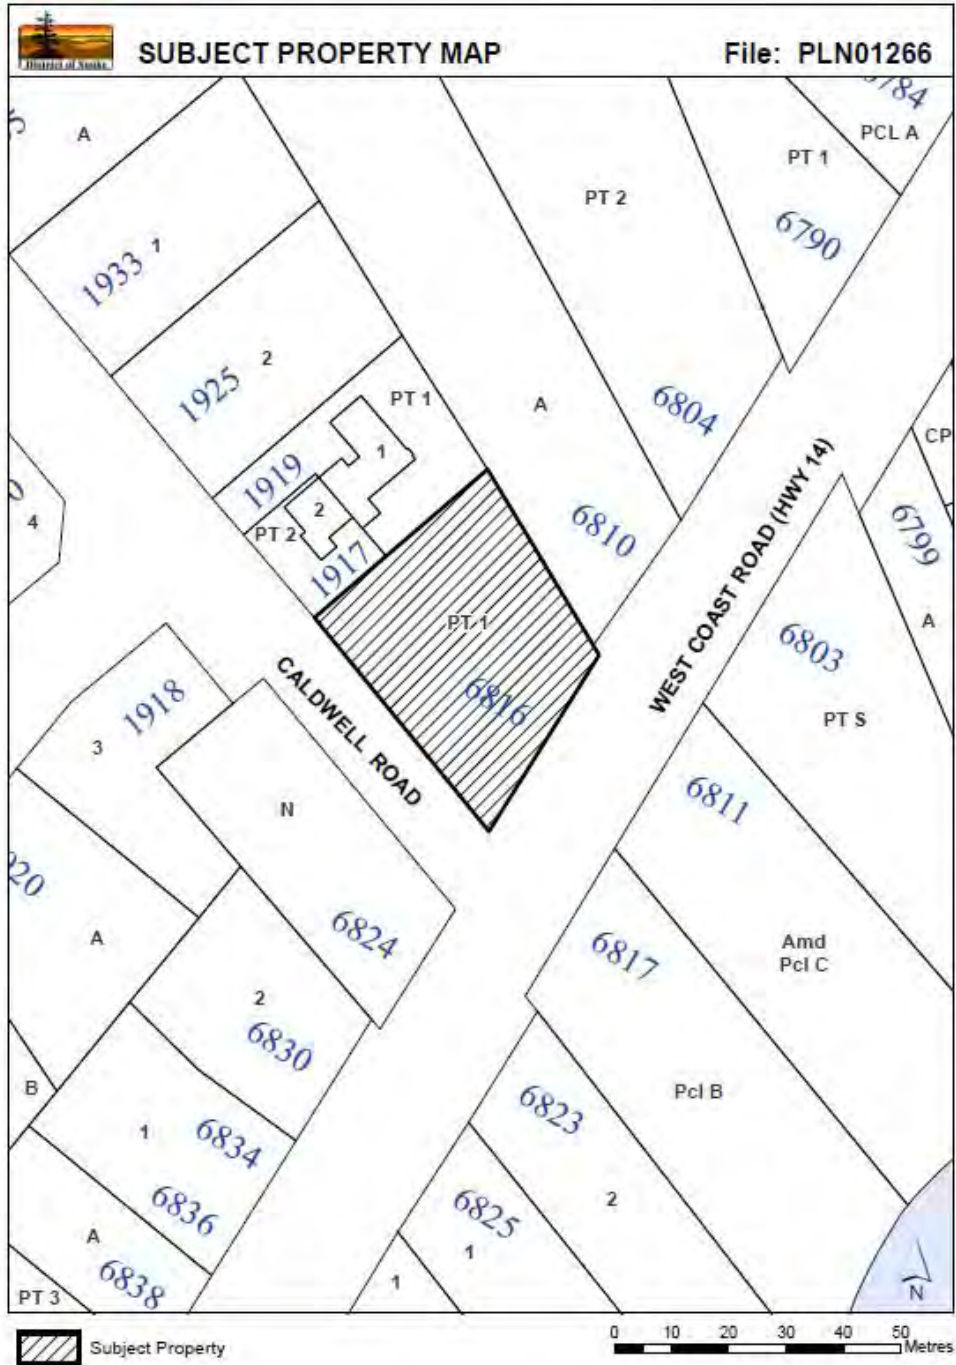 District of Sooke
SUBJECT PROPERTY MAP
File: PLN01266
A
PCL A
PT 1
PT 2
6790
1933
1
2
1925
PT 1
A
6804
CP
1919
1
2
PT 2
1917
6810
6799
4
A
PT 1
6816
WEST COAST ROAD (HWY 14)
6803
PT S
CALDWELL ROAD
1918
3
N
6811
6824
A
6817
Amd
Pcl C
2
6830
B
Pcl B
6823
1
6834
6836
2
6825
1
A
6838
1
PT 3
N
Subject Property
0 10 20 30 40 50
Metres